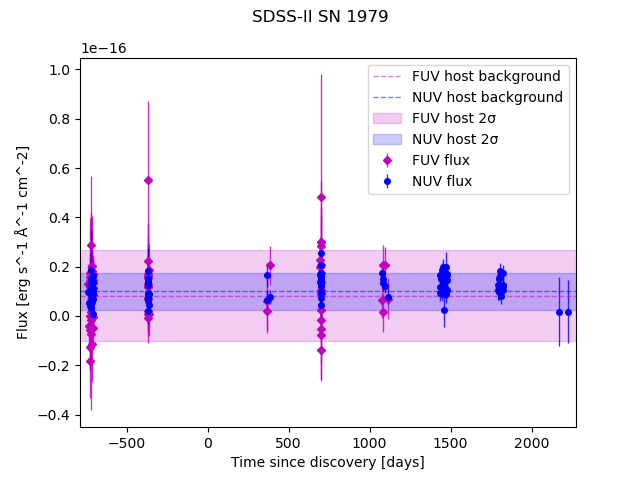 SDSS-II SN 1979
1e−16
FUV host background
NUV host background
FUV host 2σ
NUV host 2σ
FUV flux
NUV flux
1.0
0.8
0.6
0.4
0.2
0.0
−0.2
−0.4
Flux [erg s^-1 Å^-1 cm^-2]
−500 0 500 1000 1500 2000
Time since discovery [days]